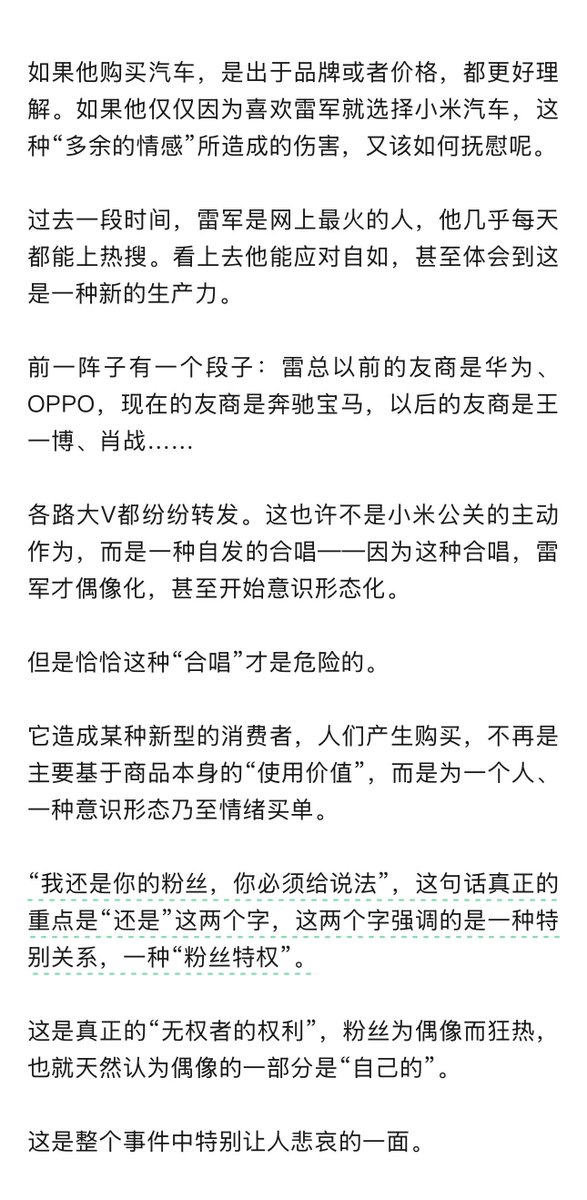 如果他购买汽车，是出于品牌或者价格，都更好理
解。如果他仅仅因为喜欢雷军就选择小米汽车，这
种“多余的情感”所造成的伤害，又该如何抚慰呢。
过去一段时间，雷军是网上最火的人，他几乎每天
都能上热搜。看上去他能应对自如，甚至体会到这
是一种新的生产力。
前一阵子有一个段子：雷总以前的友商是华为、
OPPO，现在的友商是奔驰宝马，以后的友商是王
一博、肖战……
各路大V都纷纷转发。这也许不是小米公关的主动
作为，而是一种自发的合唱——因为这种合唱，雷
军才偶像化，甚至开始意识形态化。
但是恰恰这种“合唱”才是危险的。
它造成某种新型的消费者，人们产生购买，不再是
主要基于商品本身的“使用价值”，而是为一个人、
一种意识形态乃至情绪买单。
“我还是你的粉丝，你必须给说法”，这句话真正的
重点是“还是”这两个字，这两个字强调的是一种特
别关系，一种“粉丝特权”。
这是真正的“无权者的权利”，粉丝为偶像而狂热，
也就天然认为偶像的一部分是“自己的”。
这是整个事件中特别让人悲哀的一面。